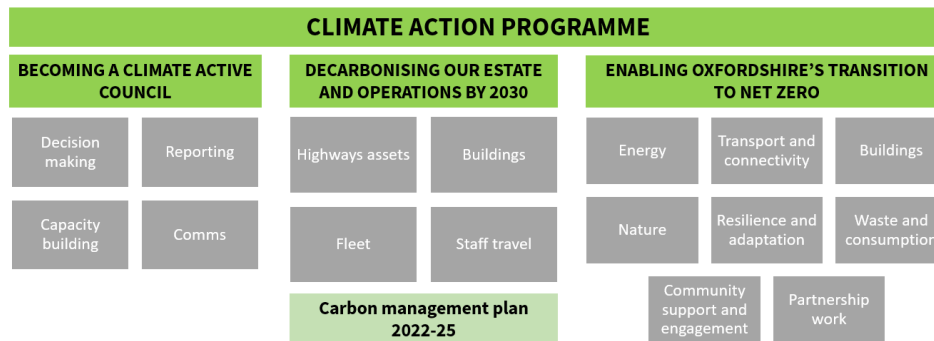 CLIMATE ACTION PROGRAMME
BECOMING A CLIMATE ACTIVE
COUNCIL
Decision
making
Reporting
Capacity
building
Comms
DECARBONISING OUR ESTATE
AND OPERATIONS BY 2030
Highways assets
Buildings
Fleet
Staff travel
Carbon management plan
2022-25
ENABLING OXFORDSHIRE'S TRANSITION
TO NET ZERO
Energy
Transport and
connectivity
Buildings
Nature
Resilience and
adaptation
Waste and
consumption
Community
support and
engagement
Partnership
work